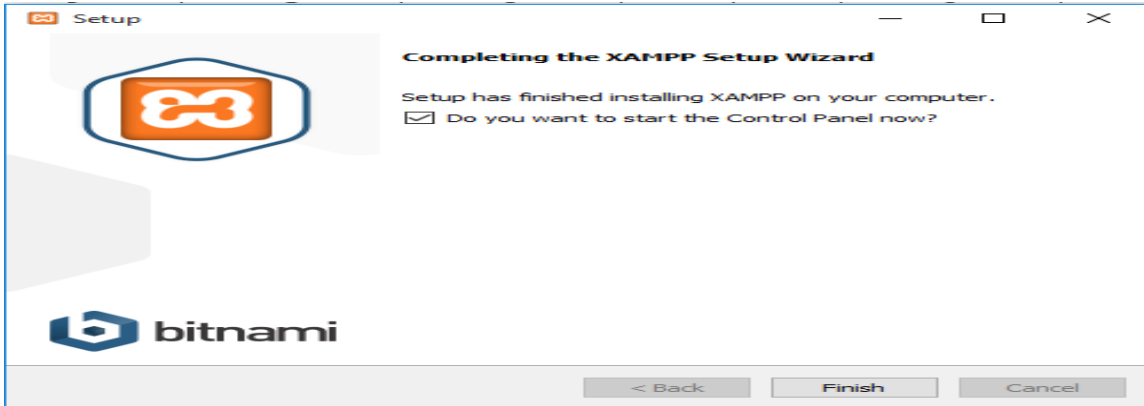 Setup
Completing the XAMPP Setup Wizard
Setup has finished installing XAMPP on your computer.
Do you want to start the Control Panel now?
bitnami
< Back
Finish
Cancel